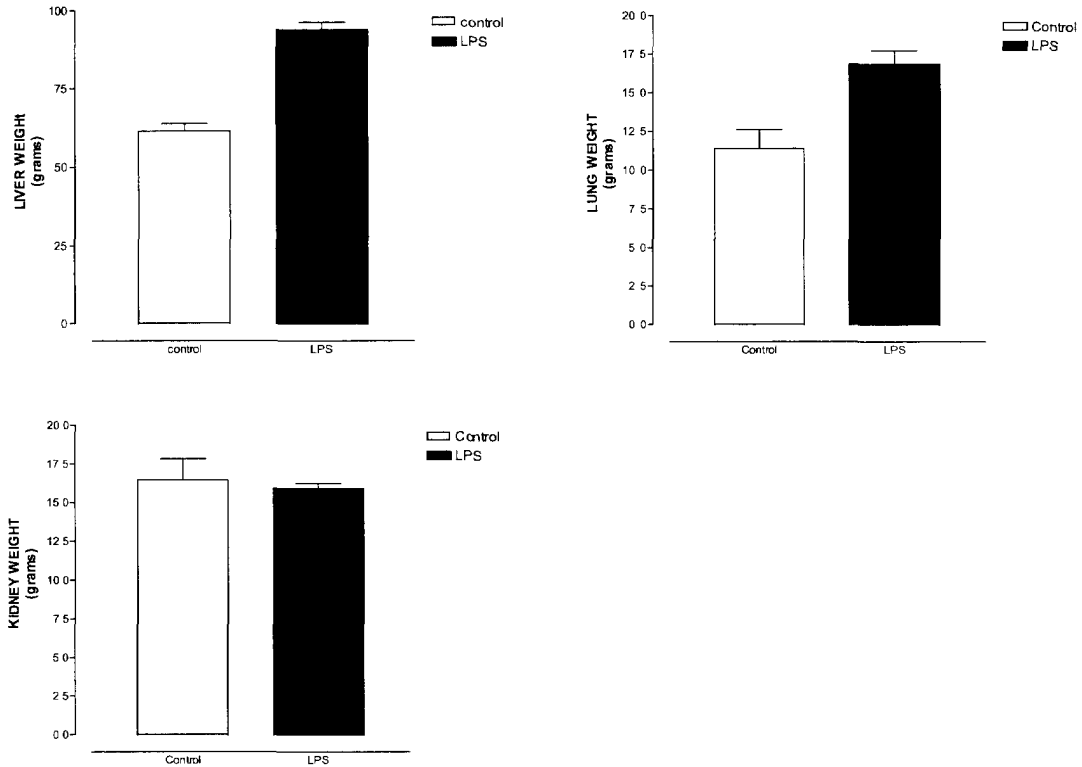 100
75
50
25
0
LIVER WEIGHt
(grams)
control
LPS
control
LPS
20 0
17 5
15 0
12 5
10 0
7 5
5 0
2 5
0 0
LUNG WEIGHT
(grams)
Control
LPS
Control
LPS
20 0
17 5
15 0
12 5
10 0
7 5
5 0
2 5
0 0
KIDNEY WEIGHT
(grams)
Control
LPS
Control
LPS